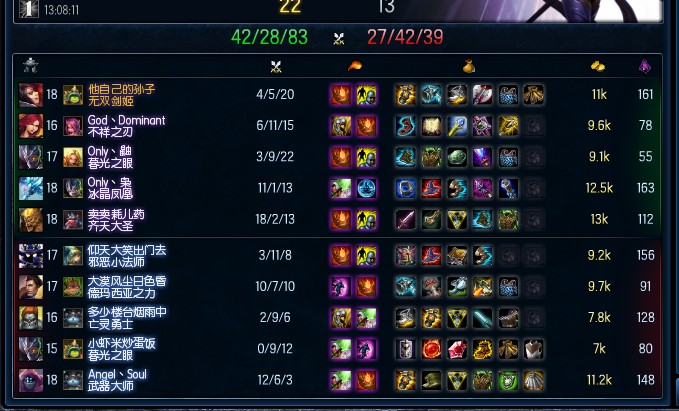 1 13:08:11 22 13
42/28/83 27/42/39
18 他自己的孙子 4/5/20 11k 161
无双剑姬
16 God丶Dominant 6/11/15 9.6k 78
不祥之刃
17 Only丶鼬 3/9/22 9.1k 55
暮光之眼
18 Only丶枭 11/1/13 12.5k 163
冰晶凤凰
18 卖卖耗儿药 18/2/13 13k 112
齐天大圣
17 仰天大笑出门去 3/11/8 9.2k 156
邪恶小法师
17 大漠风尘日色昏 10/7/10 9.7k 91
德玛西亚之力
16 多少楼台烟雨中 2/9/6 7.8k 128
亡灵勇士
15 小虾米炒蛋饭 0/9/12 7k 80
暮光之眼
18 Angel丶Soul 12/6/3 11.2k 148
武器大师